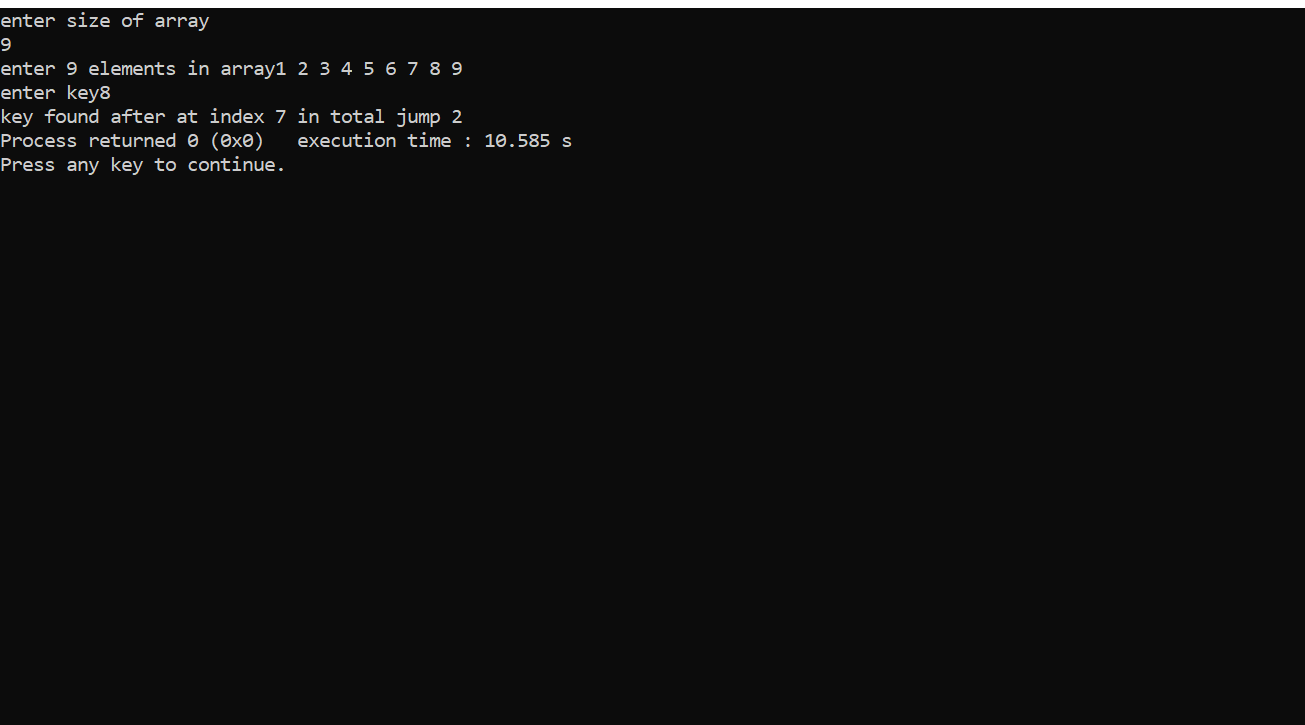 enter size of array
9
enter 9 elements in array1 2 3 4 5 6 7 8 9
enter key8
key found after at index 7 in total jump 2
Process returned 0 (0x0)   execution time : 10.585 s
Press any key to continue.